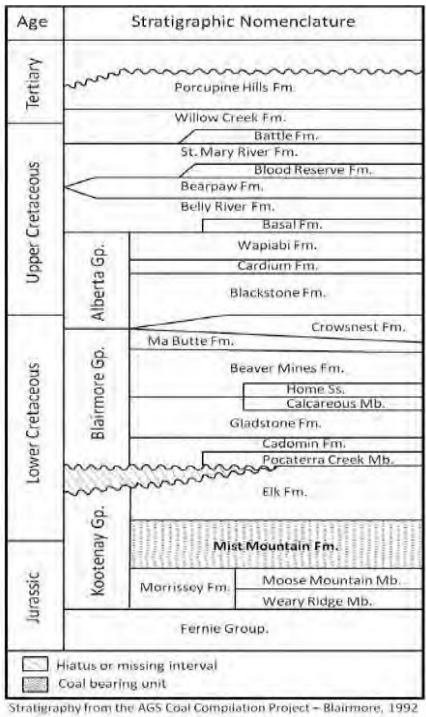 Age
Stratigraphic Nomenclature
Tertiary
Porcupine Hills Fm.
Willow Creek Fm.
Upper Cretaceous
Battle Fm.
St. Mary River Fm.
Blood Reserve Fm.
Bearpaw Fm.
Belly River Fm.
Basal Fm.
Alberta Gp.
Wapiabi Fm.
Cardium Fm.
Blackstone Fm.
Lower Cretaceous
Blairmore Gp.
Crowsnest Fm.
Ma Butte Fm.
Beaver Mines Fm.
Home Ss.
Calcareous Mb.
Gladstone Fm.
Cadomin Fm.
Pocaterra Creek Mb.
Kootenay Gp.
Elk Fm.
Mist Mountain Fm.
Jurassic
Morrissey Fm.
Moose Mountain Mb.
Weary Ridge Mb.
Fernie Group.
Hiatus or missing interval
Coal bearing unit
Stratigraphy from the AGS Coal Compilation Project – Blairmore, 1992